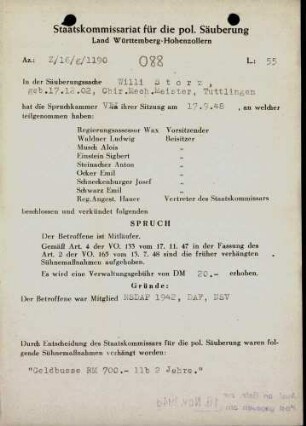 Staatskommissariat für die pol. Säuberung
Land Württemberg-Hohenzollern
Az.: Z/16/g/1190 088 L.: 55
In der Säuberungssache Willi Storz,
geb.17.12.02, Chir.Mech.Meister, Tuttlingen
hat die Spruchkammer ihrer Sitzung am 17.9.48, an welcher
teilgenommen haben:
Regierungsassessor Wax Vorsitzender
Waldner Ludwig Beisitzer
Musch Alois „
Einstein Sigbert „
Steinacher Anton „
Ocker Emil „
Schneckenburger Josef „
Schwarz Emil „
Reg.Angest. Hauer Vertreter des Staatskommissars
beschlossen und verkündet folgenden
SPRUCH
Der Betroffene ist Mitläufer.
Gemäß Art. 4 der VO. 133 vom 17. 11. 47 in der Fassung des
Art. 2 der VO. 165 vom 13. 7. 48 sind die früher verhängten
Sühnemaßnahmen aufgehoben.
Es wird eine Verwaltungsgebühr von DM 20.- erhoben.
Gründe:
Der Betroffene war Mitglied NSDAP 1942, DAF, NSV
Durch Entscheidung des Staatskommissars für die pol. Säuberung waren fol-
gende Sühnemaßnahmen verhängt worden:
"Geldbusse RM 700.- 11b 2 Jahre."